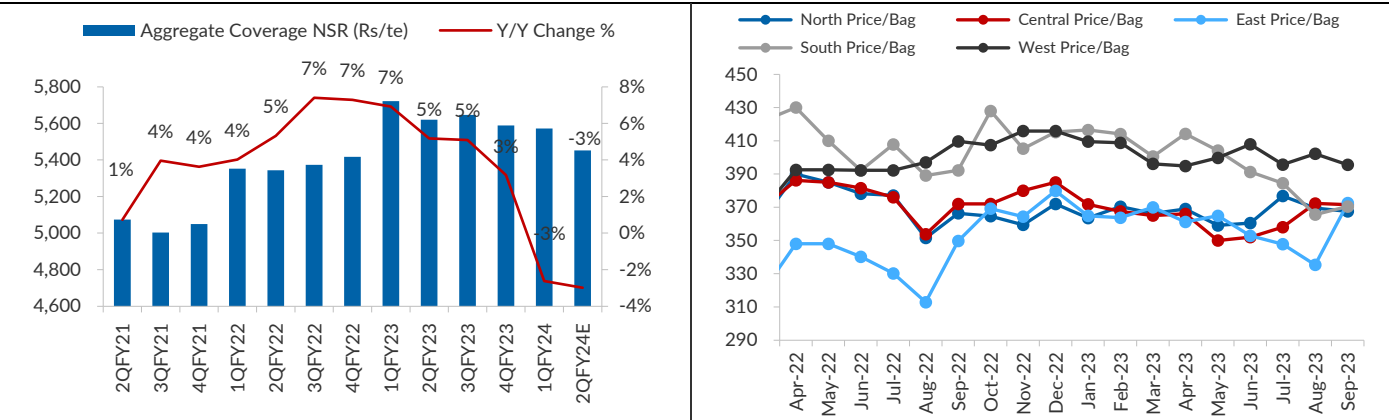 Aggregate Coverage NSR (Rs/te) Y/Y Change %
7% 7% 7%
5,800 8%
5% 5% 5%
5,600 6%
4% 4% 4% 3% -3%
5,400 4%
1%
5,200 2%
5,000 0%
-3%
4,800 -2%
4,600 -4%
2QFY21 3QFY21 4QFY21 1QFY22 2QFY22 3QFY22 4QFY22 1QFY23 2QFY23 3QFY23 4QFY23 1QFY24 2QFY24E
North Price/Bag Central Price/Bag East Price/Bag
South Price/Bag West Price/Bag
450
430
410
390
370
350
330
310
290
Apr-22 May-22 Jun-22 Jul-22 Aug-22 Sep-22 Oct-22 Nov-22 Dec-22 Jan-23 Feb-23 Mar-23 Apr-23 May-23 Jun-23 Jul-23 Aug-23 Sep-23